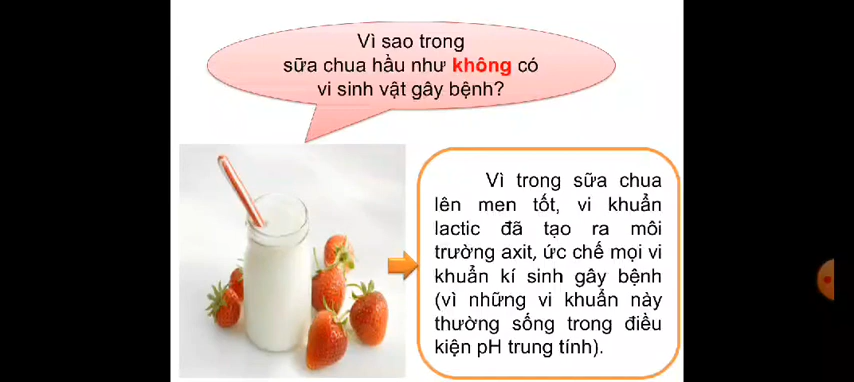 Vì sao trong
sữa chua hầu như không có
vi sinh vật gây bệnh?
Vì trong sữa chua
lên men tốt, vi khuẩn
lactic đã tạo ra môi
trường axit, ức chế mọi vi
khuẩn kí sinh gây bệnh
(vì những vi khuẩn này
thường sống trong điều
kiện pH trung tính).